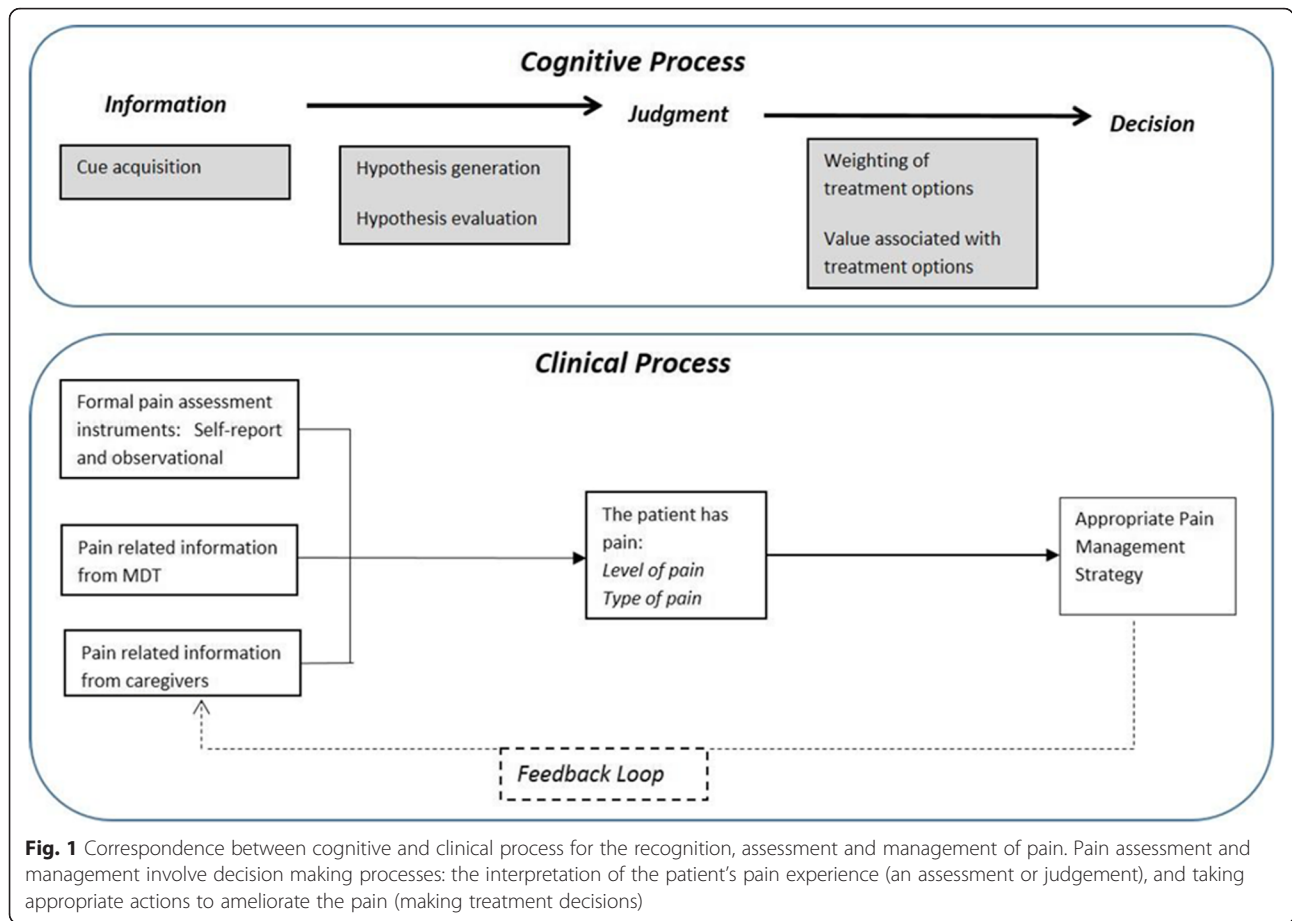 Cognitive Process
Information
Judgment
Decision
Cue acquisition
Hypothesis generation
Hypothesis evaluation
Weighting of
treatment options
Value associated with
treatment options
Clinical Process
Formal pain assessment
instruments: Self-report
and observational
Pain related information
from MDT
Pain related information
from caregivers
The patient has
pain:
Level of pain
Type of pain
Appropriate Pain
Management
Strategy
Feedback Loop
Fig. 1 Correspondence between cognitive and clinical process for the recognition, assessment and management of pain. Pain assessment and
management involve decision making processes: the interpretation of the patient's pain experience (an assessment or judgement), and taking
appropriate actions to ameliorate the pain (making treatment decisions)